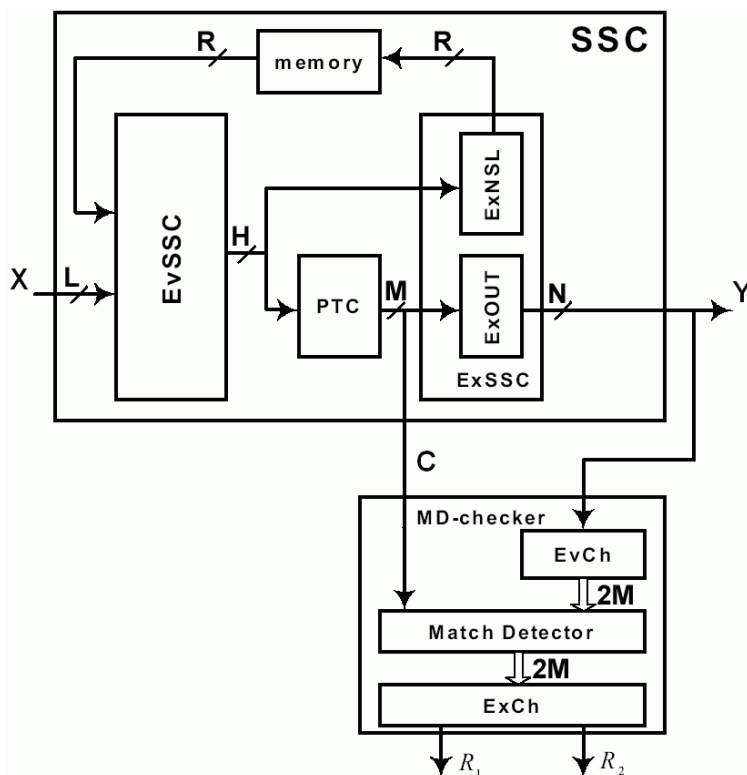 SSC
R
memory
R
EvSSC
ExNSL
H
X
L
PTC
M
ExOUT
N
Y
ExSSC
C
MD-checker
EvCh
2M
Match Detector
2M
ExCh
R1
R2